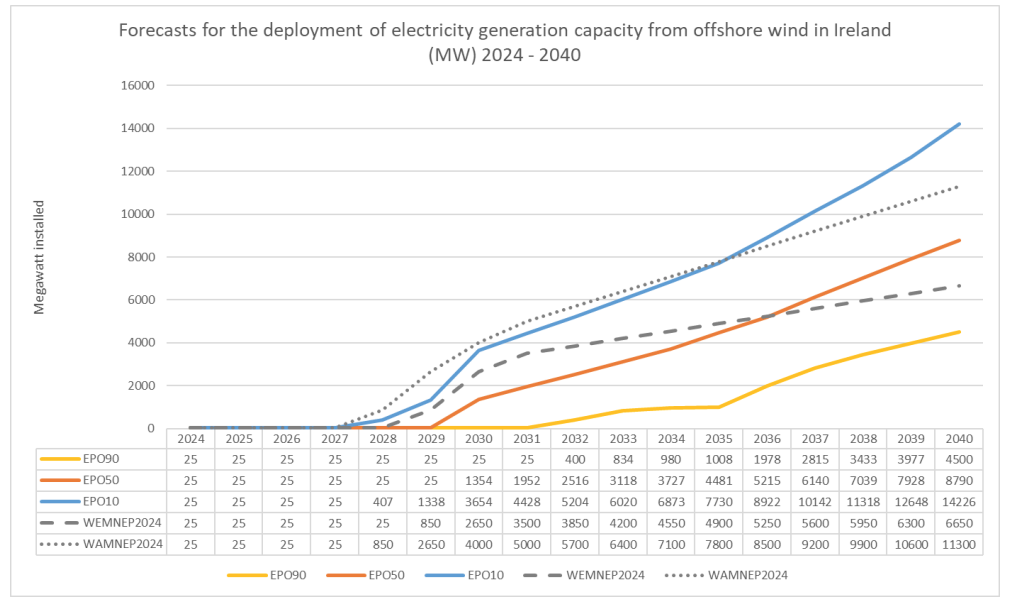 Forecasts for the deployment of electricity generation capacity from offshore wind in Ireland
(MW) 2024 - 2040
16000
14000
12000
10000
8000
6000
4000
2000
0
Megawatt installed
2024 2025 2026 2027 2028 2029 2030 2031 2032 2033 2034 2035 2036 2037 2038 2039 2040
EPO90 25 25 25 25 25 25 25 25 400 834 980 1008 1978 2815 3433 3977 4500
EPO50 25 25 25 25 25 25 1354 1952 2516 3118 3727 4481 5215 6140 7039 7928 8790
EPO10 25 25 25 25 407 1338 3654 4428 5204 6020 6873 7730 8922 10142 11318 12648 14226
WEMNEP2024 25 25 25 25 25 850 2650 3500 3850 4200 4550 4900 5250 5600 5950 6300 6650
WAMNEP2024 25 25 25 25 850 2650 4000 5000 5700 6400 7100 7800 8500 9200 9900 10600 11300
EPO90 EPO50 EPO10 WEMNEP2024 WAMNEP2024